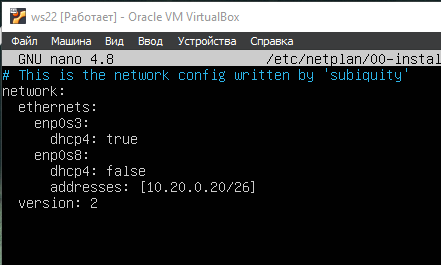 ws22 [Работает] - Oracle VM VirtualBox
Файл Машина Вид Ввод Устройства Справка
GNU nano 4.8 /etc/netplan/00-instal
# This is the network config written by 'subiquity'
network:
  ethernets:
    enp0s3:
      dhcp4: true
    enp0s8:
      dhcp4: false
      addresses: [10.20.0.20/26]
  version: 2